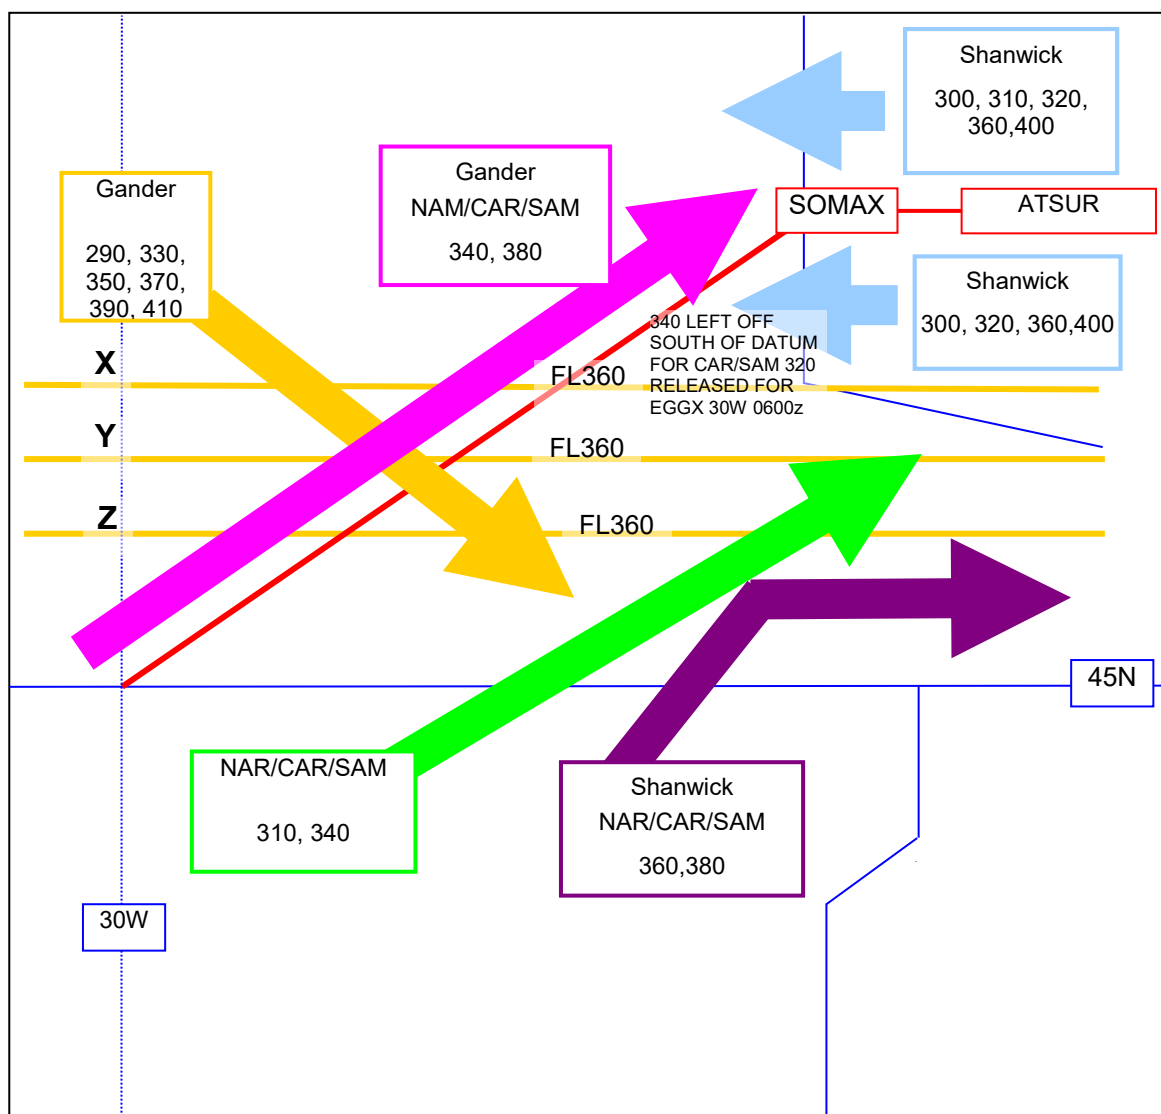 Shanwick
300, 310, 320,
360,400
Gander
NAM/CAR/SAM
340, 380
Gander
290, 330,
350, 370,
390, 410
SOMAX
ATSUR
Shanwick
300, 320, 360,400
340 LEFT OFF
SOUTH OF DATUM
FOR CAR/SAM 320
RELEASED FOR
EGGX 30W 0600z
X
FL360
Y
FL360
Z
FL360
45N
NAR/CAR/SAM
310, 340
Shanwick
NAR/CAR/SAM
360,380
30W